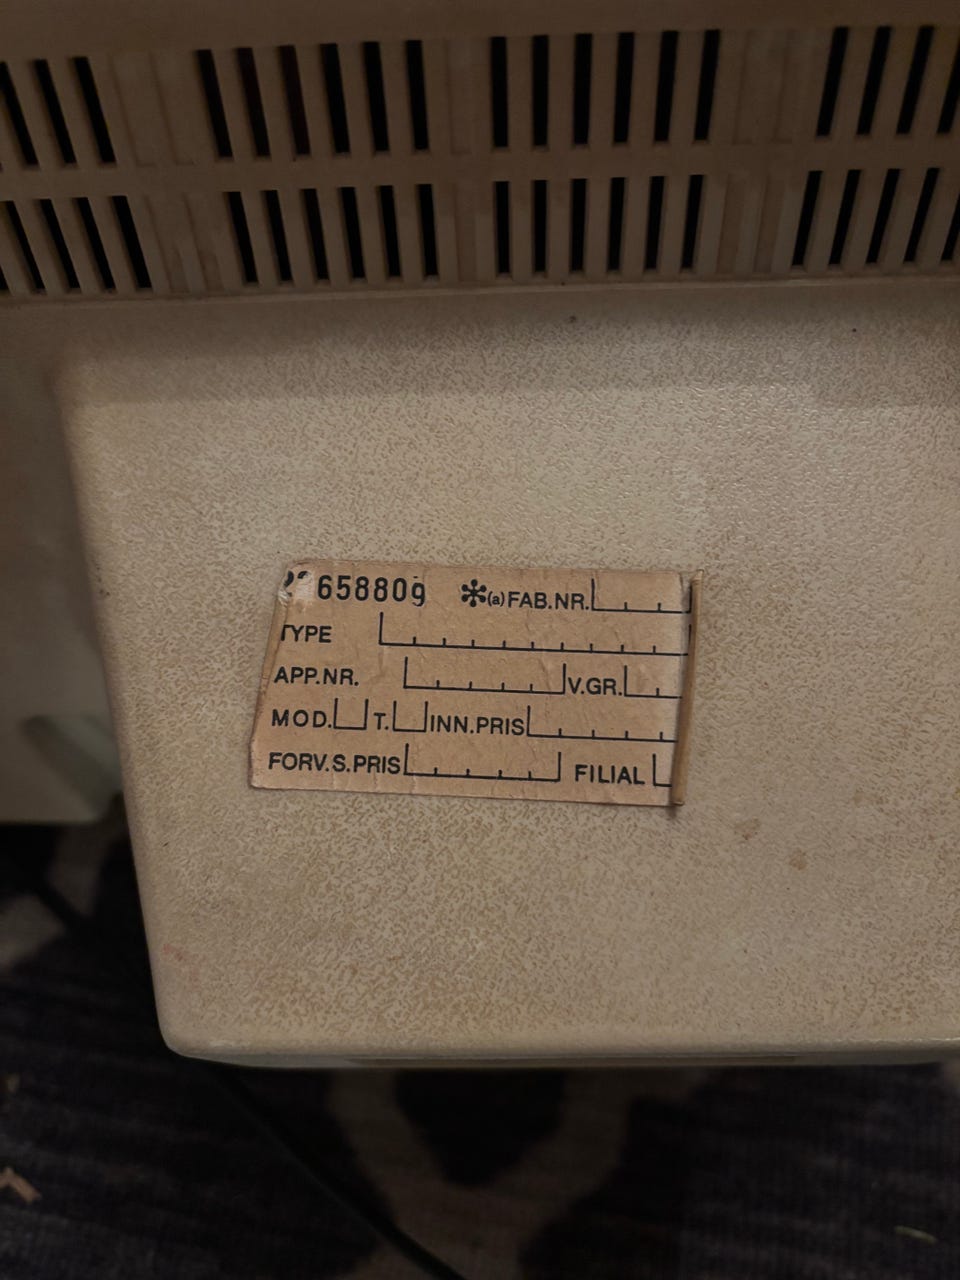 658809 *(a)FAB.NR.
TYPE
APP.NR. V.GR.
MOD. T. INN.PRIS
FORV.S.PRIS FILIAL